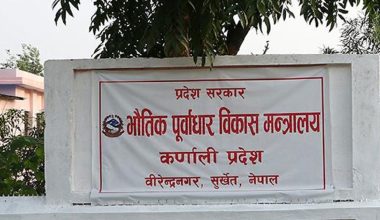 प्रदेश सरकार
भौतिक पूर्वाधार विकास मन्त्रालय
कर्णाली प्रदेश
वीरेन्द्रनगर, सुर्खेत, नेपाल